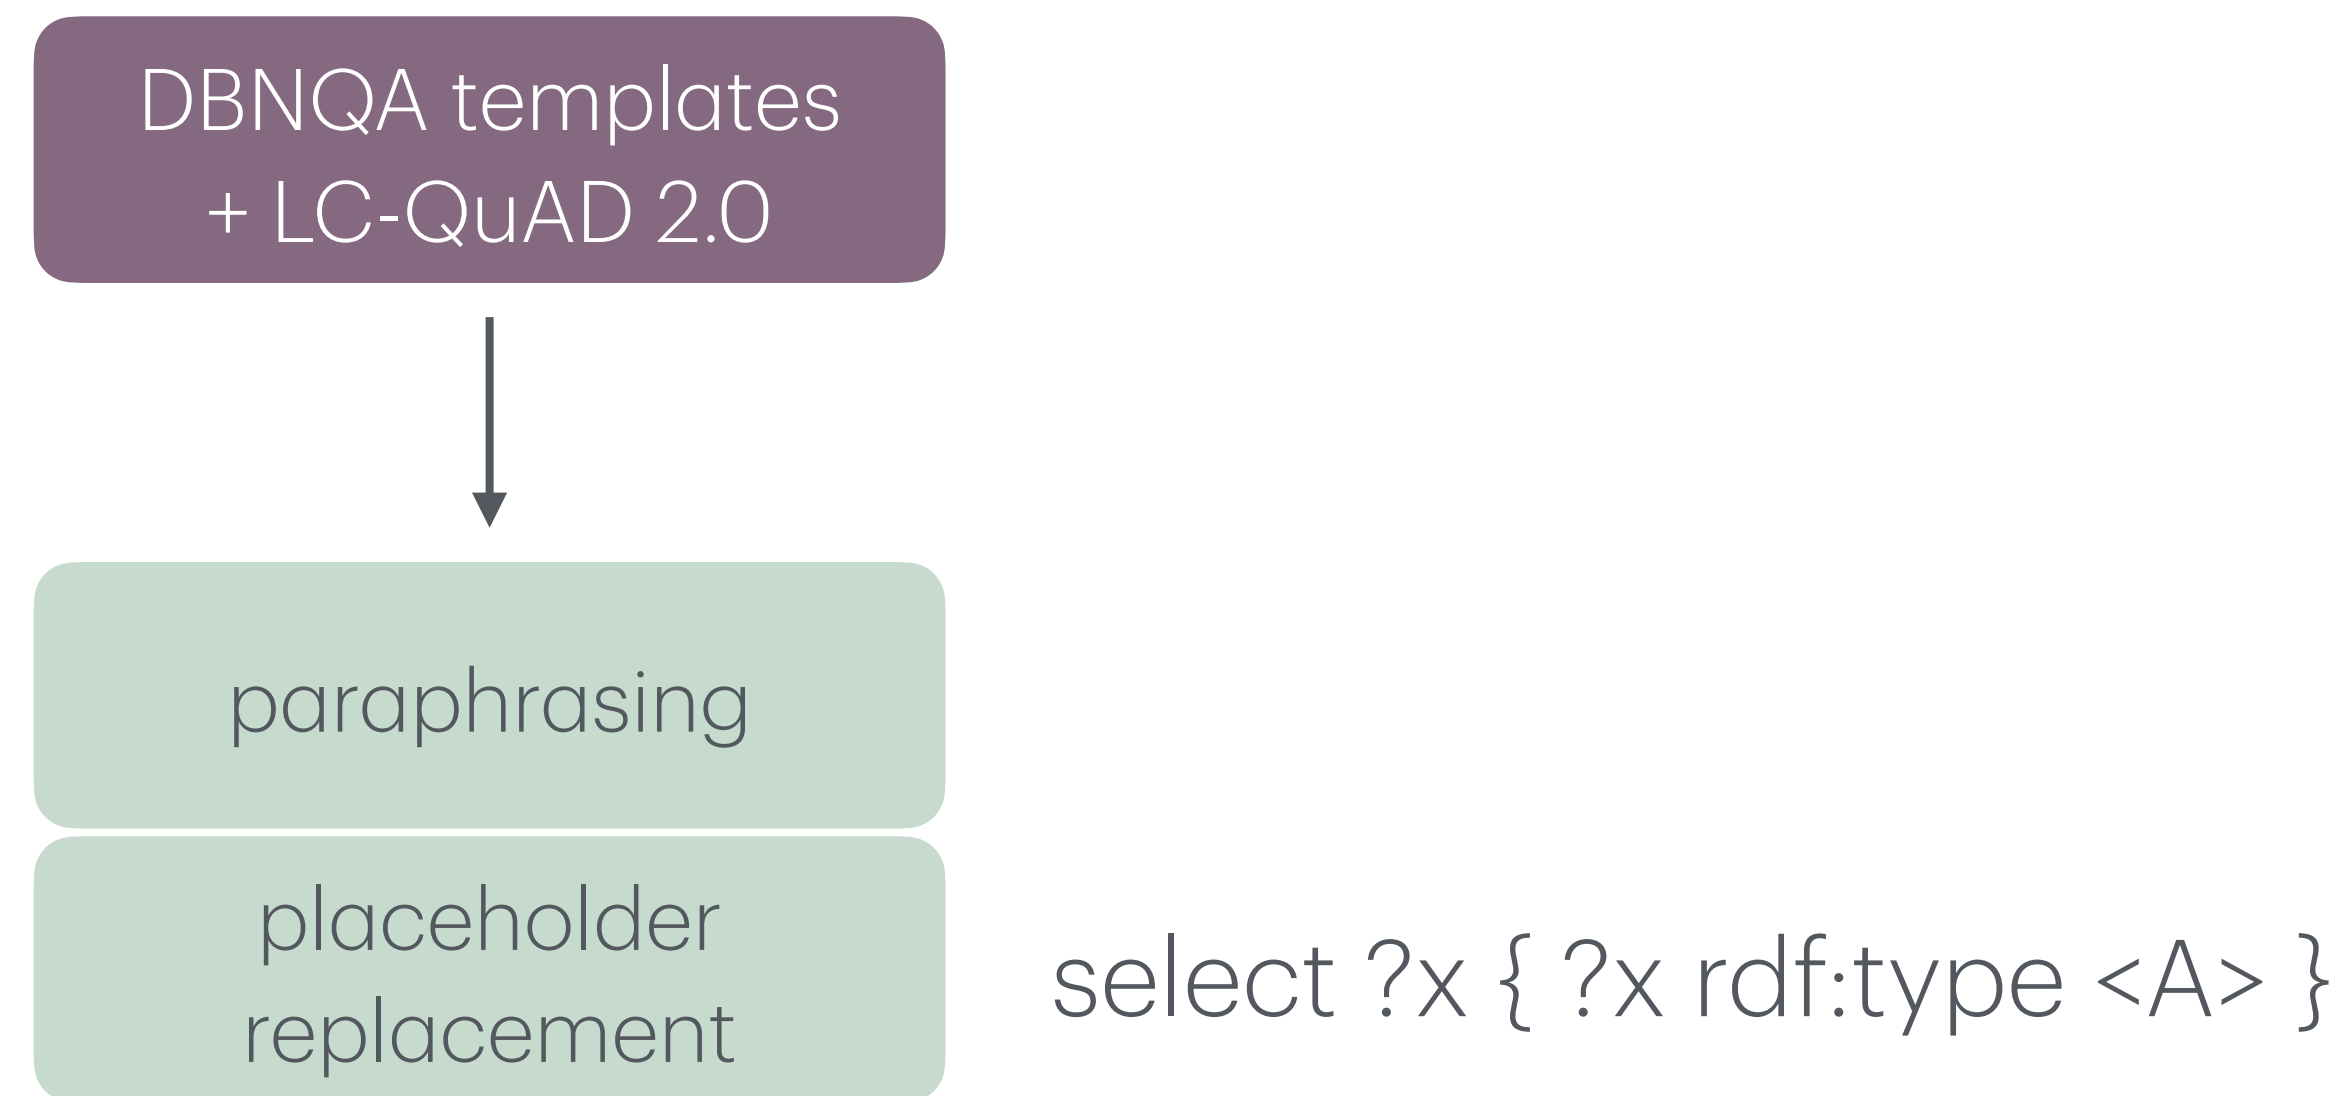 DBNQA templates
+ LC-QuAD 2.0
paraphrasing
placeholder
replacement
select ?x { ?x rdf:type <A> }